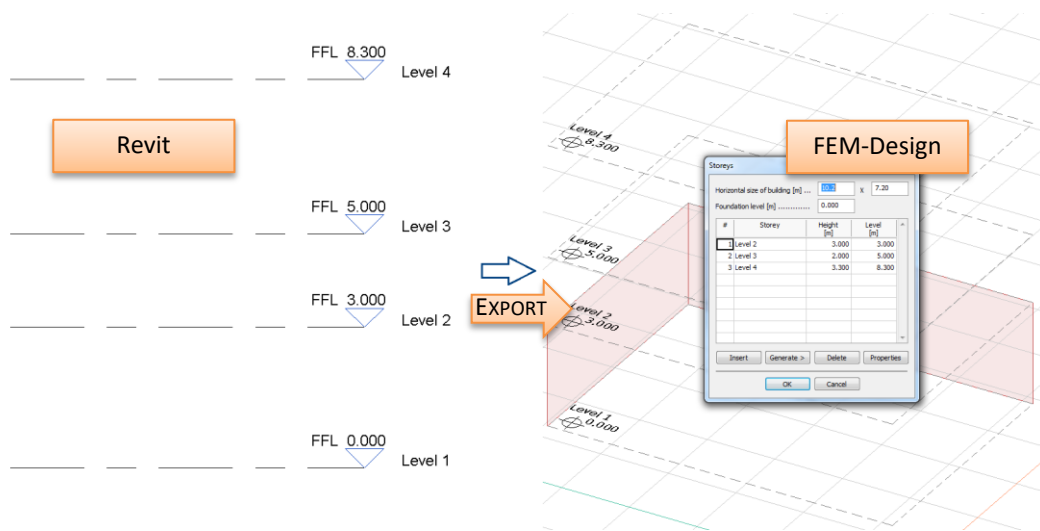 FFL 8.300
Level 4
Revit
FFL 5.000
Level 3
FFL 3.000
Level 2
FFL 0.000
Level 1
EXPORT
FEM-Design
Level 4
8.300
Level 3
5.000
Level 2
3.000
Level 1
0.000
Storeys
Horizontal size of building [m] .... 10.2 x 7.20
Foundation level [m] ............. 0.000
# Storey Height [m] Level [m]
1 Level 2 3.000 3.000
2 Level 3 2.000 5.000
3 Level 4 3.300 8.300
Insert Generate > Delete Properties
OK Cancel